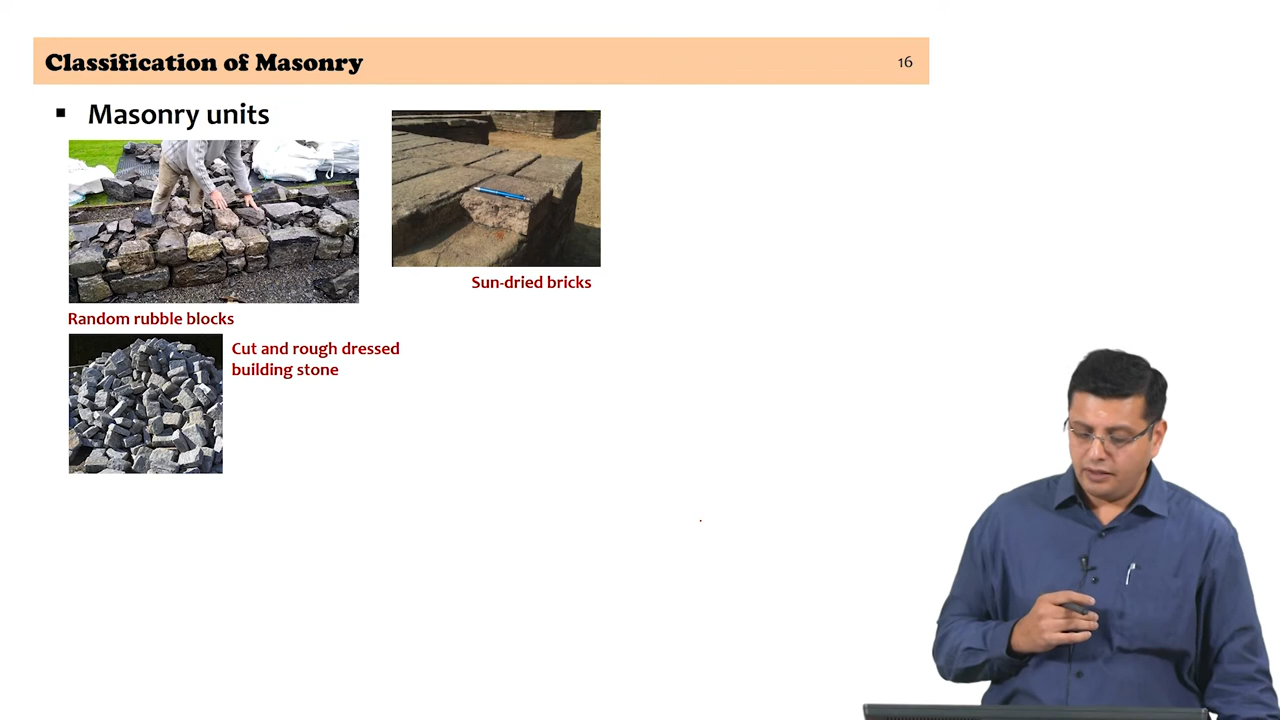 Classification of Masonry
16
▪ Masonry units
Sun-dried bricks
Random rubble blocks
Cut and rough dressed
building stone